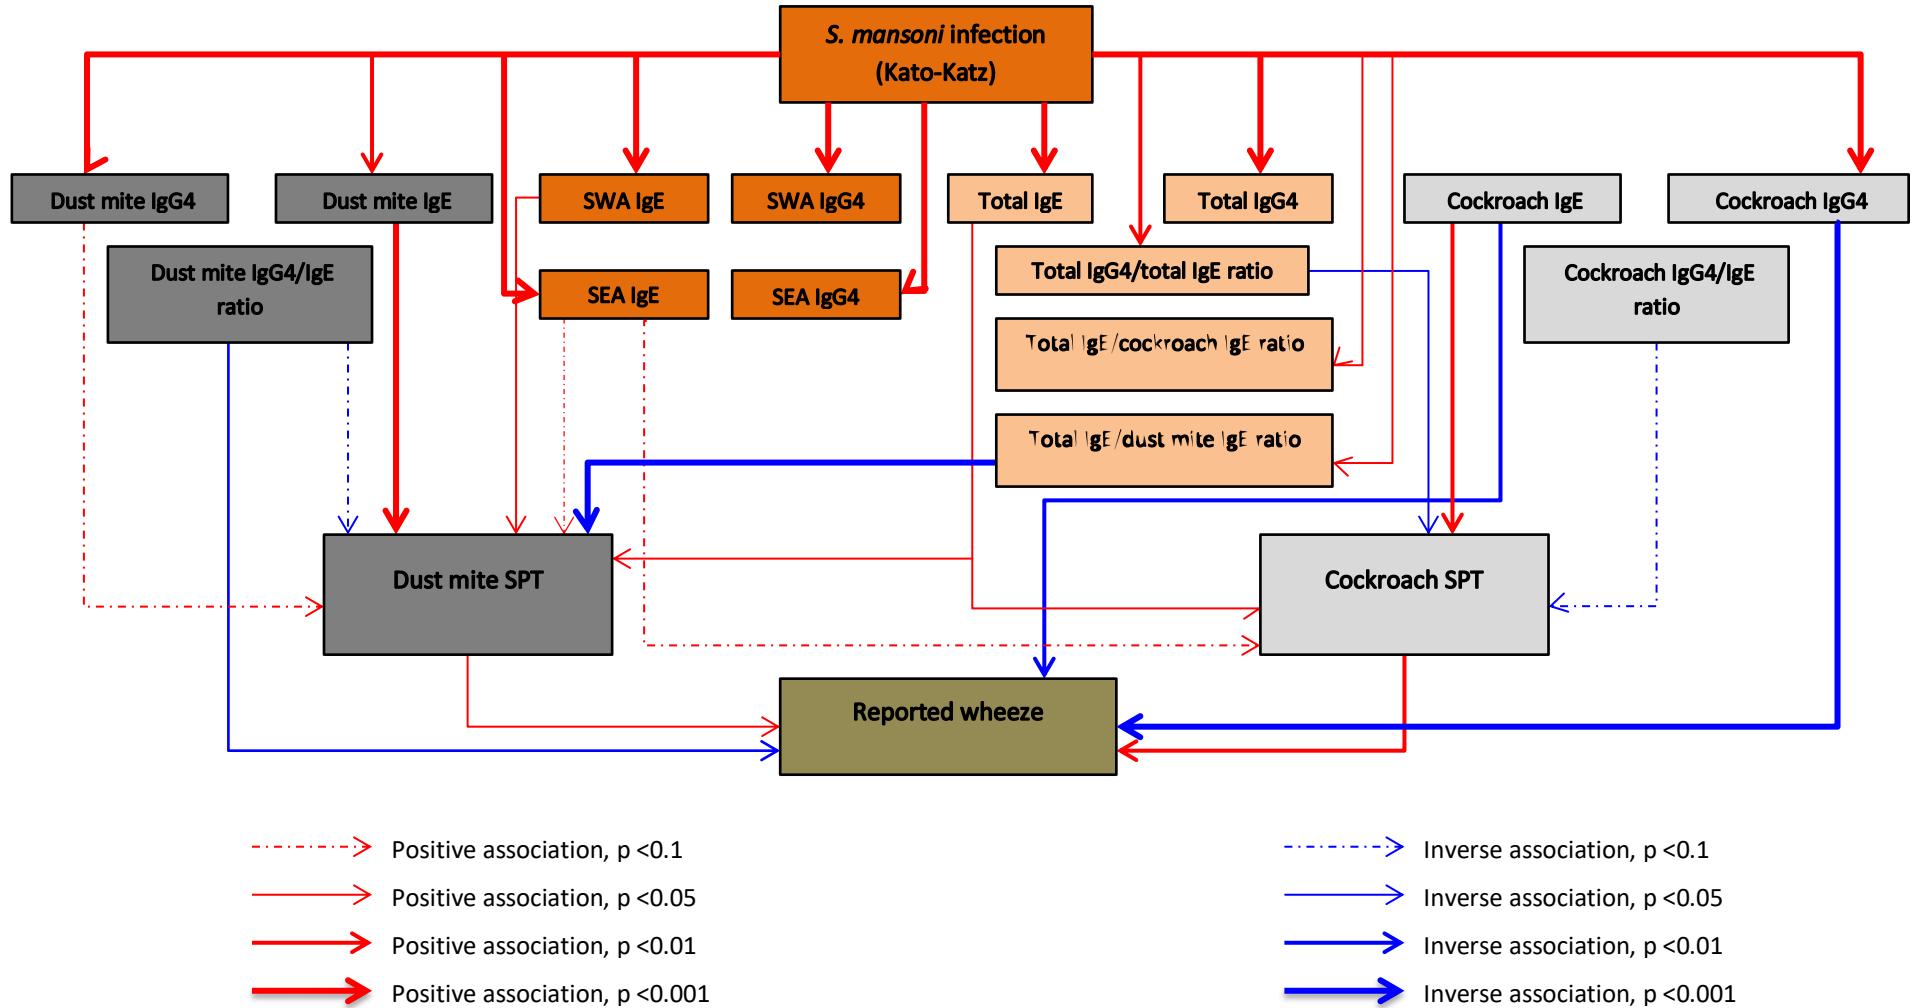 S. mansoni infection
(Kato-Katz)
Dust mite IgG4
Dust mite IgE
SWA IgE
SWA IgG4
Total IgE
Total IgG4
Cockroach IgE
Cockroach IgG4
Dust mite IgG4/IgE
ratio
SEA IgE
SEA IgG4
Total IgG4/total IgE ratio
Cockroach IgG4/IgE
ratio
Total IgE/cockroach IgE ratio
Total IgE/dust mite IgE ratio
Dust mite SPT
Cockroach SPT
Reported wheeze
Positive association, p <0.1
Positive association, p <0.05
Positive association, p <0.01
Positive association, p <0.001
Inverse association, p <0.1
Inverse association, p <0.05
Inverse association, p <0.01
Inverse association, p <0.001